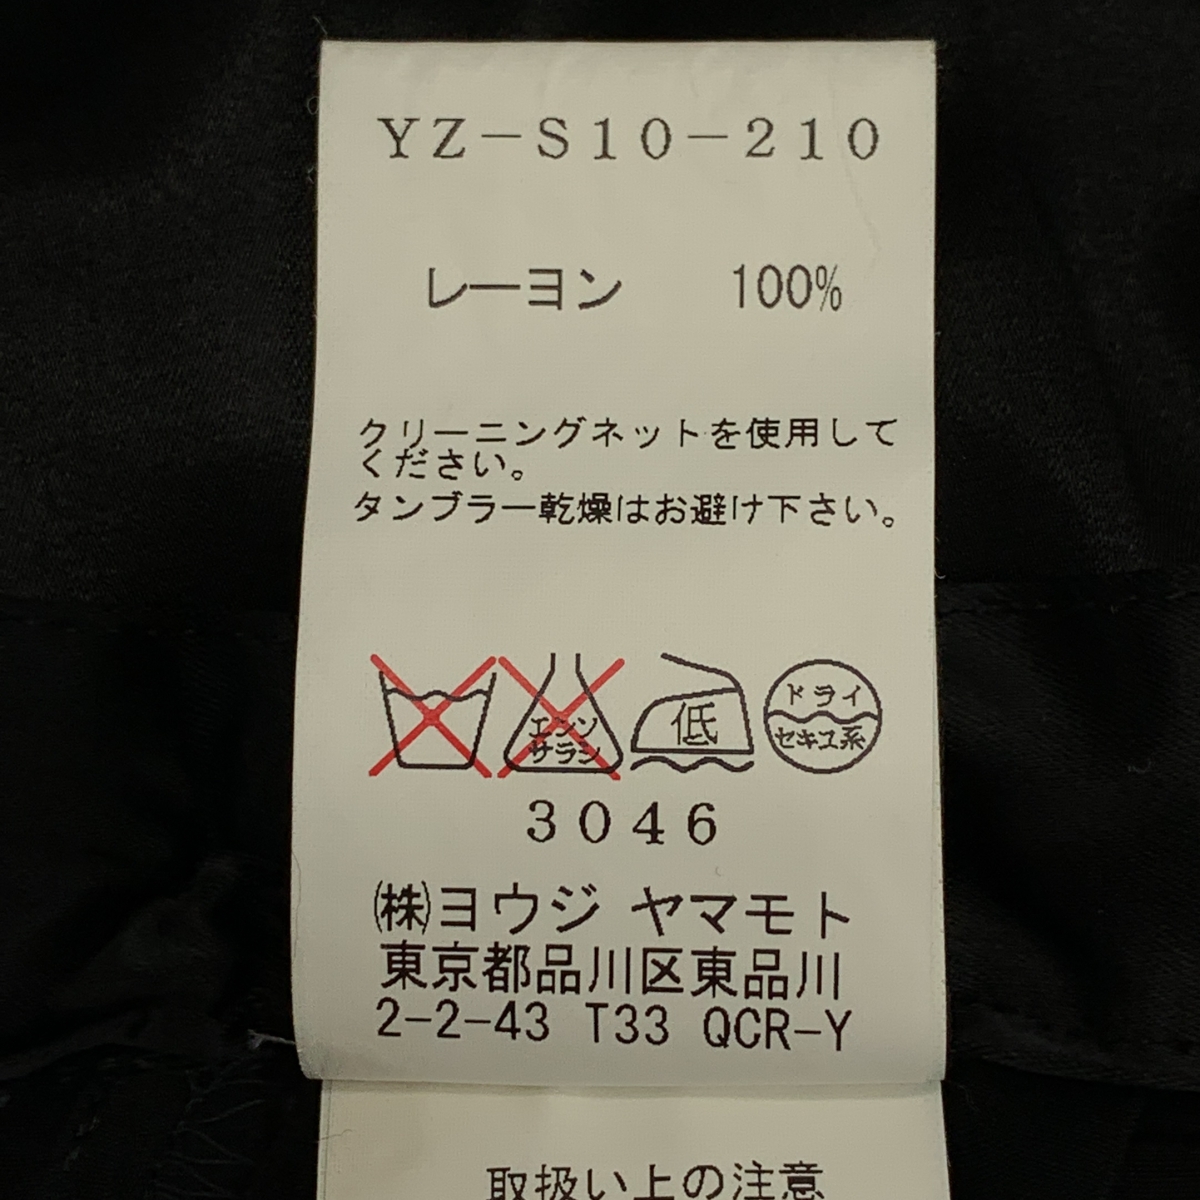 YZ-S10-210
レーヨン 100%
クリーニングネットを使用して
ください。
タンブラー乾燥はお避け下さい。
エンソ
サラシ
低
ドライ
セキユ系
3046
㈱ヨウジ ヤマモト
東京都品川区東品川
2-2-43 T33 QCR-Y
取扱い上の注意